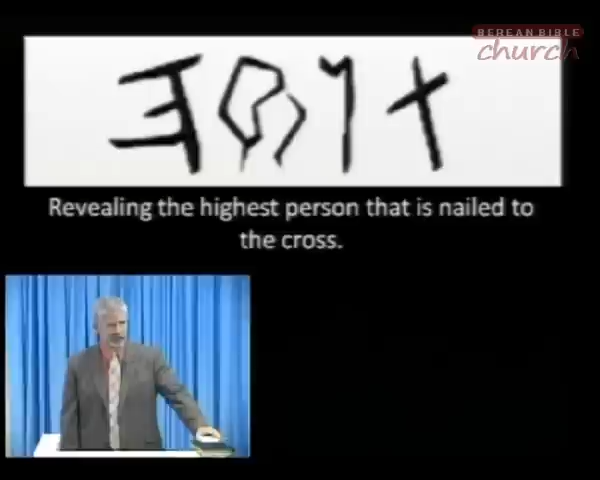 BEREAN BIBLE
church
Revealing the highest person that is nailed to
the cross.